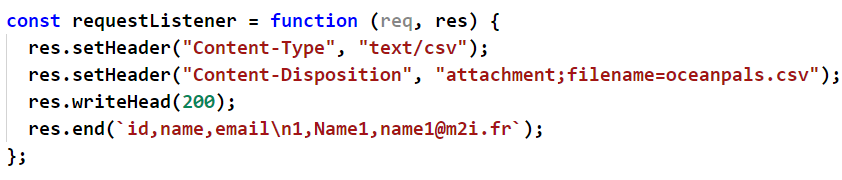 const requestListener = function (req, res) {
  res.setHeader("Content-Type", "text/csv");
  res.setHeader("Content-Disposition", "attachment;filename=oceanpals.csv");
  res.writeHead(200);
  res.end(`id,name,email\n1,Name1,name1@m2i.fr`);
};